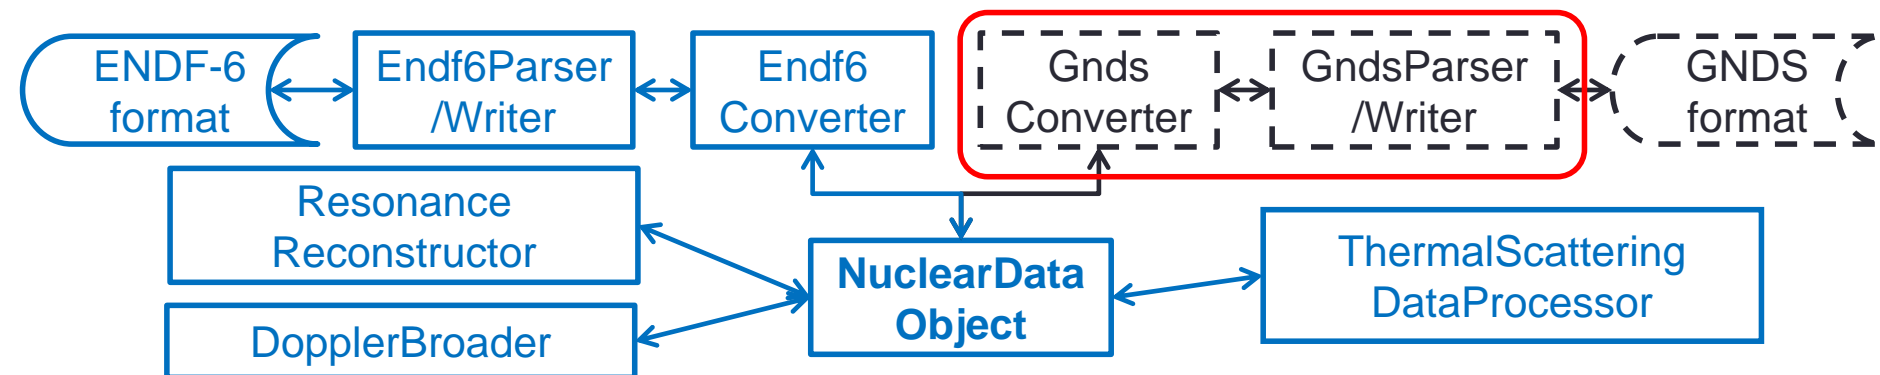 ENDF-6
format
Endf6Parser
/Writer
Endf6
Converter
Gnds
Converter
GndsParser
/Writer
GNDS
format
Resonance
Reconstructor
DopplerBroader
NuclearData
Object
ThermalScattering
DataProcessor